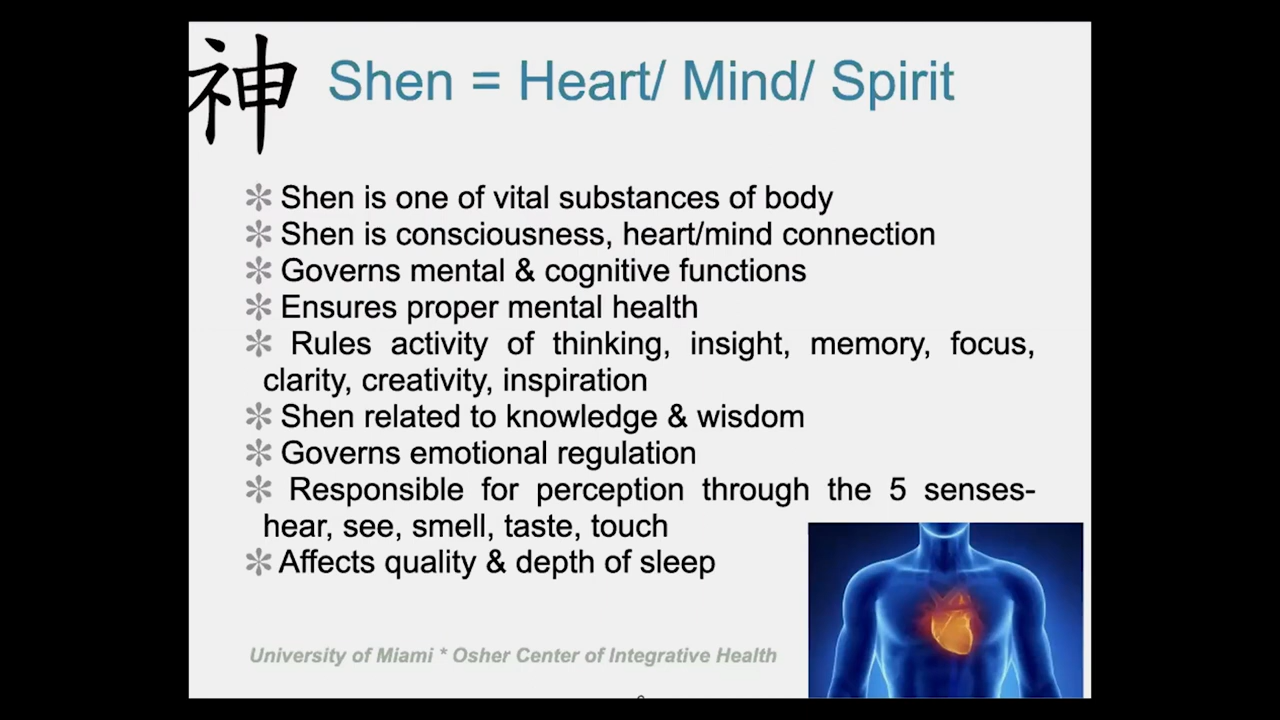 神 Shen = Heart/ Mind/ Spirit
✽ Shen is one of vital substances of body
✽ Shen is consciousness, heart/mind connection
✽ Governs mental & cognitive functions
✽ Ensures proper mental health
✽ Rules activity of thinking, insight, memory, focus,
clarity, creativity, inspiration
✽ Shen related to knowledge & wisdom
✽ Governs emotional regulation
✽ Responsible for perception through the 5 senses-
hear, see, smell, taste, touch
✽ Affects quality & depth of sleep
University of Miami * Osher Center of Integrative Health